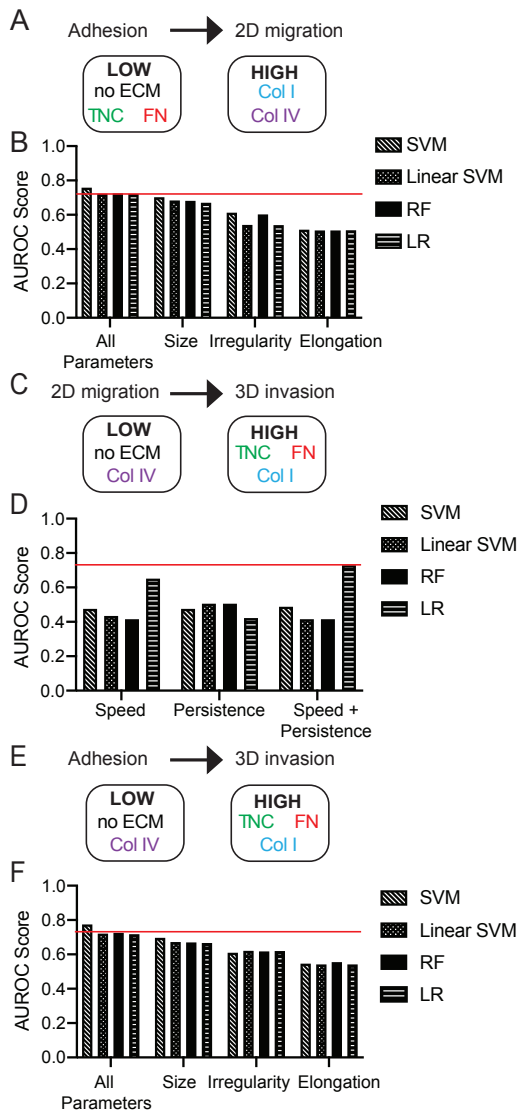 A
Adhesion 2D migration
LOW
no ECM
TNC FN
HIGH
Col I
Col IV
B
AUROC Score
1.0
0.8
0.6
0.4
0.2
0.0
All
Parameters
Size
Irregularity
Elongation
SVM
Linear SVM
RF
LR
C
2D migration 3D invasion
LOW
no ECM
Col IV
HIGH
TNC FN
Col I
D
AUROC Score
1.0
0.8
0.6
0.4
0.2
0.0
Speed
Persistence
Speed +
Persistence
SVM
Linear SVM
RF
LR
E
Adhesion 3D invasion
LOW
no ECM
Col IV
HIGH
TNC FN
Col I
F
AUROC Score
1.0
0.8
0.6
0.4
0.2
0.0
All
Parameters
Size
Irregularity
Elongation
SVM
Linear SVM
RF
LR